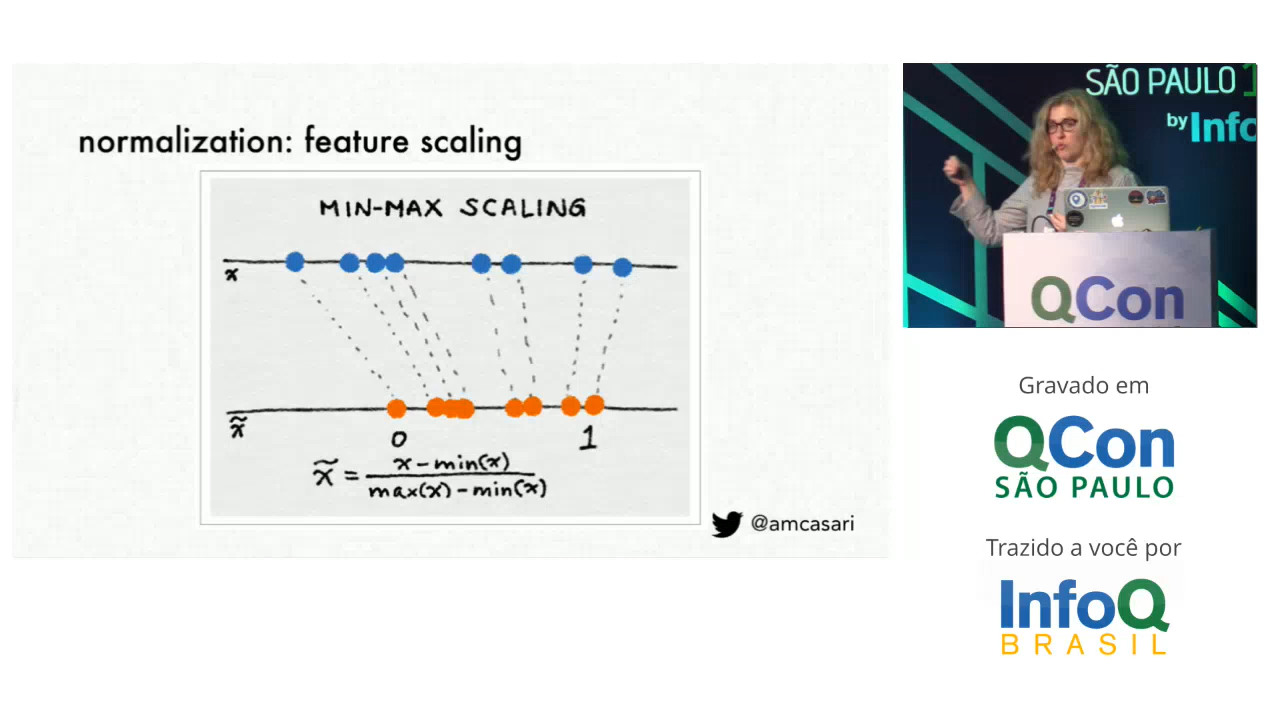 normalization: feature scaling
MIN-MAX SCALING
x
x̃
0
1
x̃ = x - min(x) / max(x) - min(x)
@amcasari
SÃO PAULO
by Info
QCon
Gravado em
QCon
SÃO PAULO
Trazido a você por
InfoQ
BRASIL